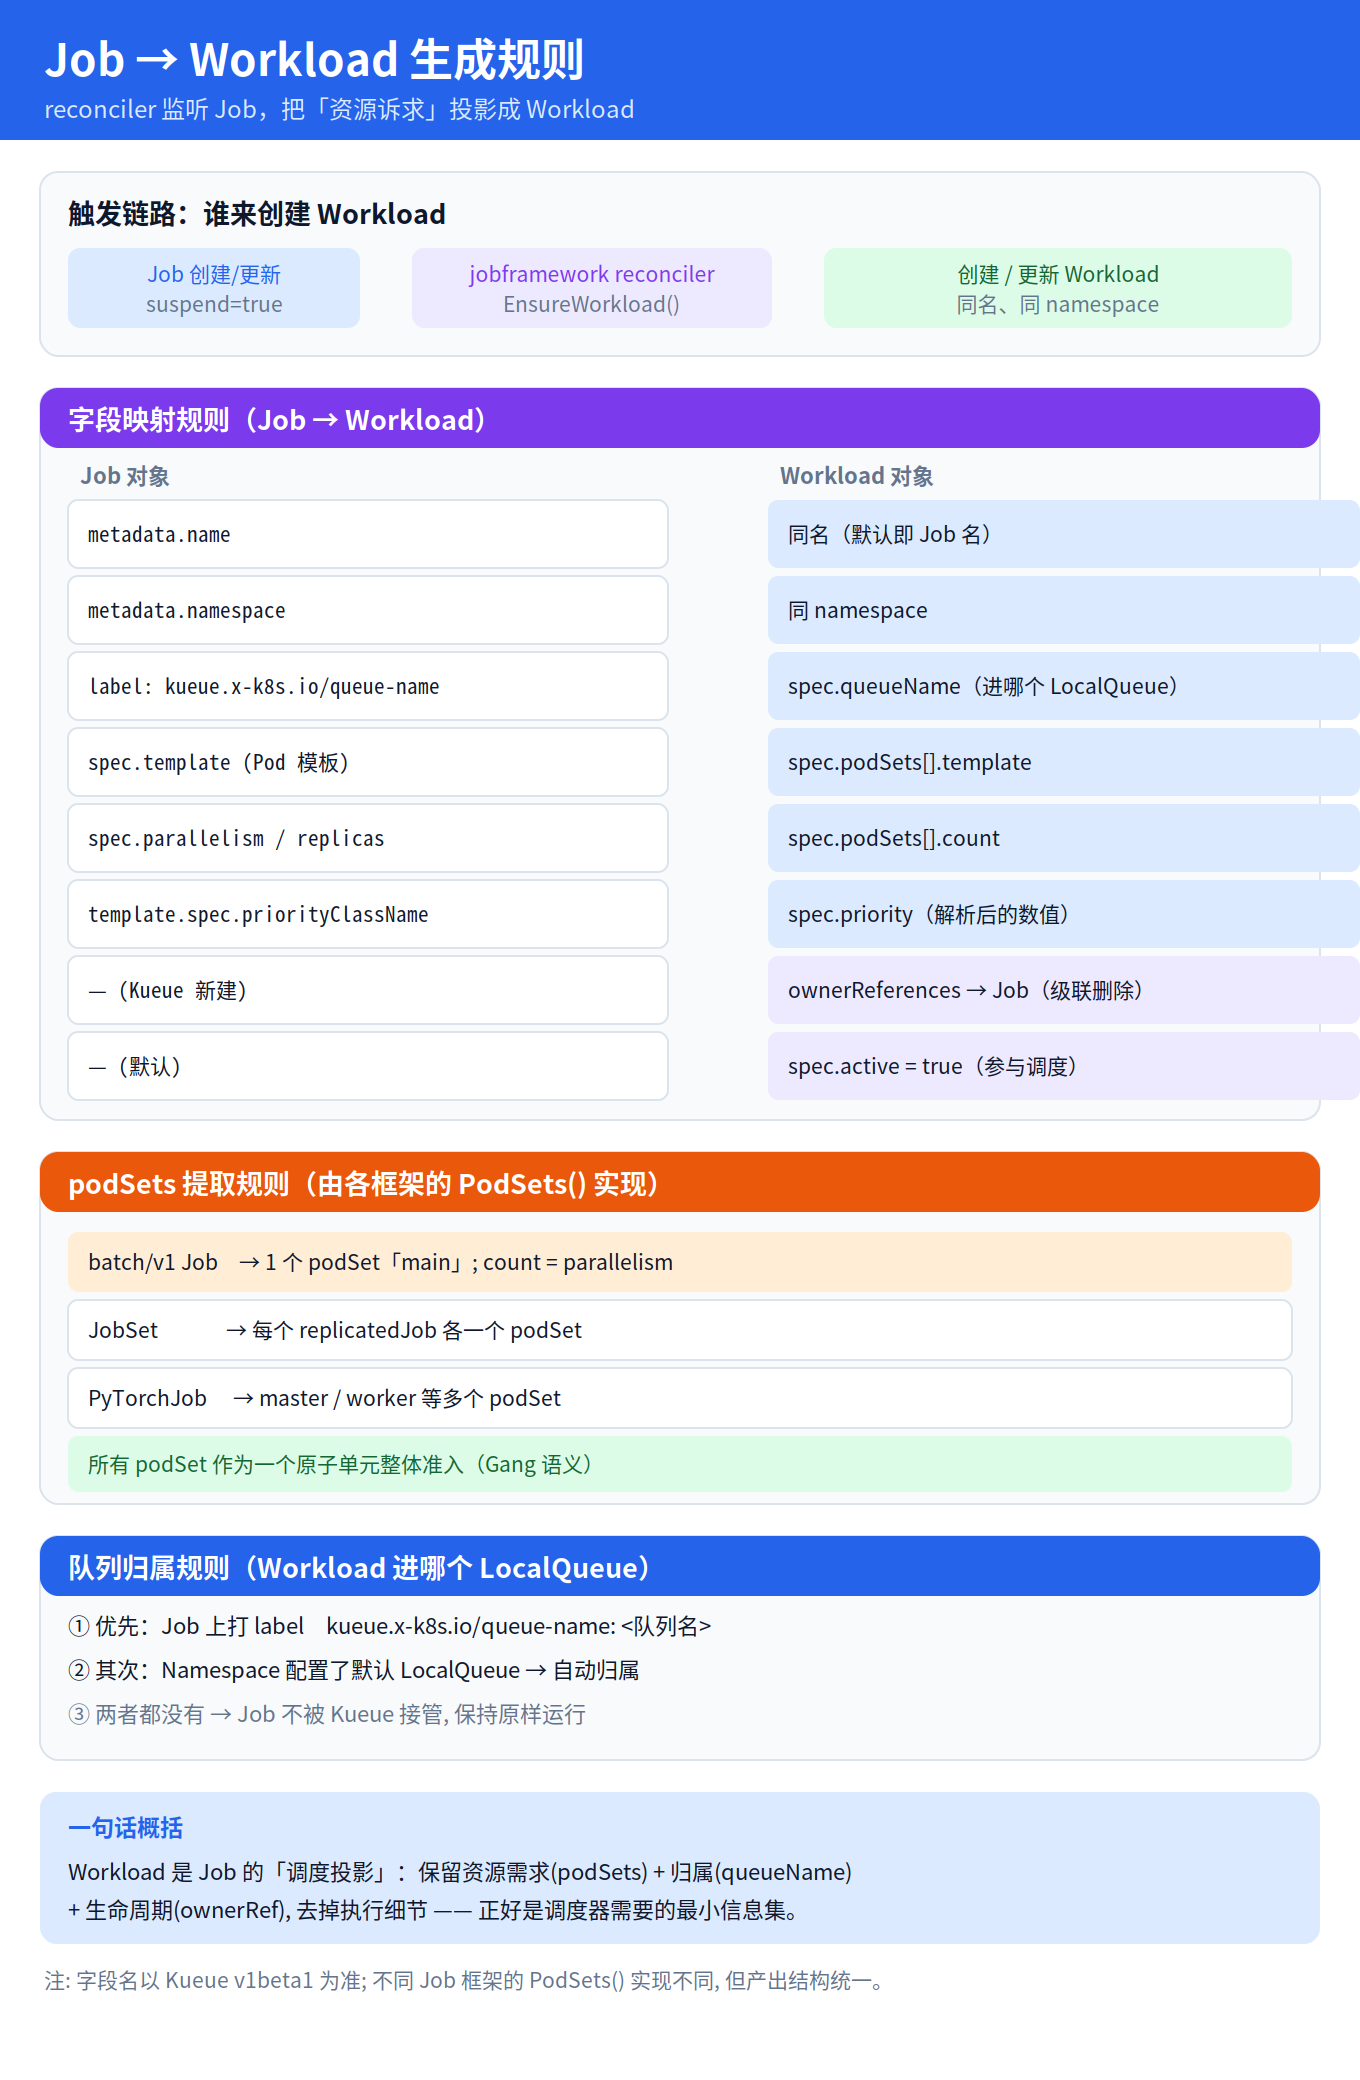 Job → Workload 生成规则
reconciler 监听 Job，把「资源诉求」投影成 Workload
触发链路：谁来创建 Workload
Job 创建/更新
suspend=true
jobframework reconciler
EnsureWorkload()
创建 / 更新 Workload
同名、同 namespace
字段映射规则（Job → Workload）
Job 对象
Workload 对象
metadata.name
同名（默认即 Job 名）
metadata.namespace
同 namespace
label: kueue.x-k8s.io/queue-name
spec.queueName（进哪个 LocalQueue）
spec.template（Pod 模板）
spec.podSets[].template
spec.parallelism / replicas
spec.podSets[].count
template.spec.priorityClassName
spec.priority（解析后的数值）
—（Kueue 新建）
ownerReferences → Job（级联删除）
—（默认）
spec.active = true（参与调度）
podSets 提取规则（由各框架的 PodSets() 实现）
batch/v1 Job → 1 个 podSet「main」; count = parallelism
JobSet → 每个 replicatedJob 各一个 podSet
PyTorchJob → master / worker 等多个 podSet
所有 podSet 作为一个原子单元整体准入（Gang 语义）
队列归属规则（Workload 进哪个 LocalQueue）
① 优先：Job 上打 label kueue.x-k8s.io/queue-name: <队列名>
② 其次：Namespace 配置了默认 LocalQueue → 自动归属
③ 两者都没有 → Job 不被 Kueue 接管, 保持原样运行
一句话概括
Workload 是 Job 的「调度投影」：保留资源需求(podSets) + 归属(queueName)
+ 生命周期(ownerRef), 去掉执行细节 —— 正好是调度器需要的最小信息集。
注: 字段名以 Kueue v1beta1 为准; 不同 Job 框架的 PodSets() 实现不同, 但产出结构统一。